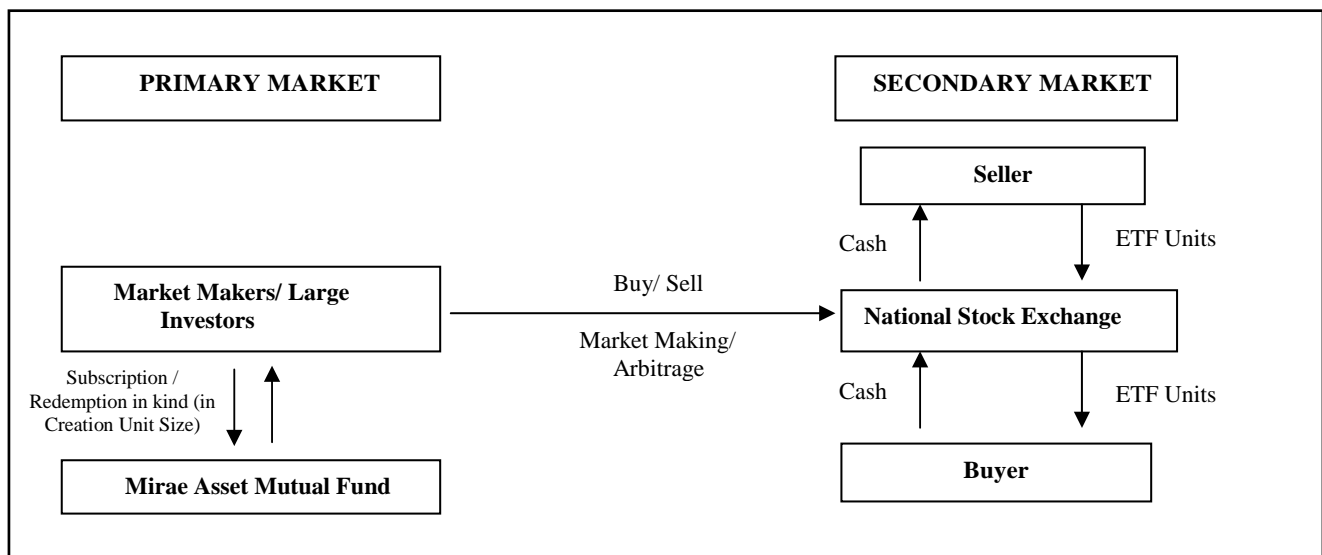 PRIMARY MARKET
SECONDARY MARKET
Seller
Cash
ETF Units
Market Makers/ Large
Investors
Buy/ Sell
National Stock Exchange
Market Making/
Arbitrage
Subscription /
Redemption in kind (in
Creation Unit Size)
Cash
ETF Units
Mirae Asset Mutual Fund
Buyer